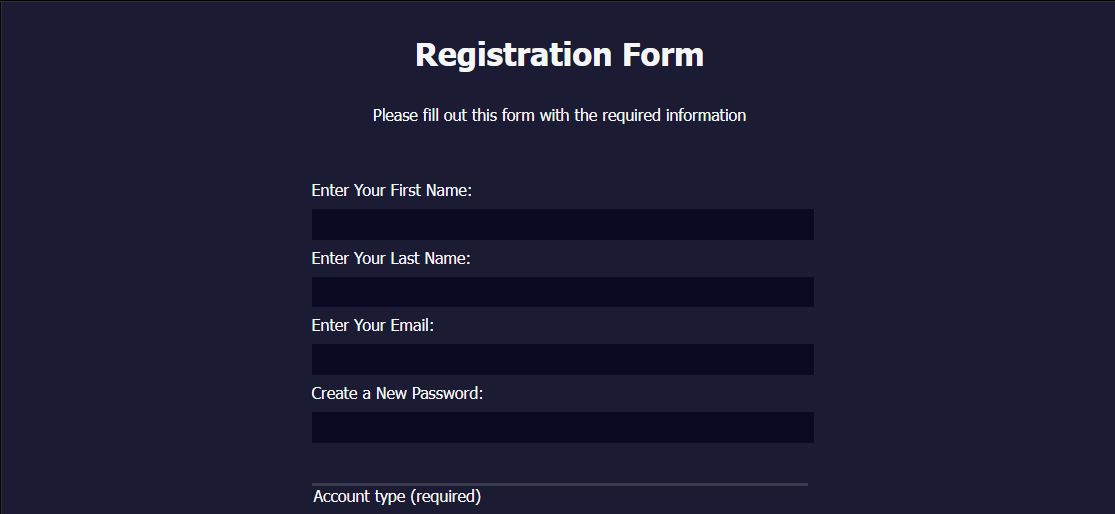 Registration Form
Please fill out this form with the required information
Enter Your First Name:
Enter Your Last Name:
Enter Your Email:
Create a New Password:
Account type (required)